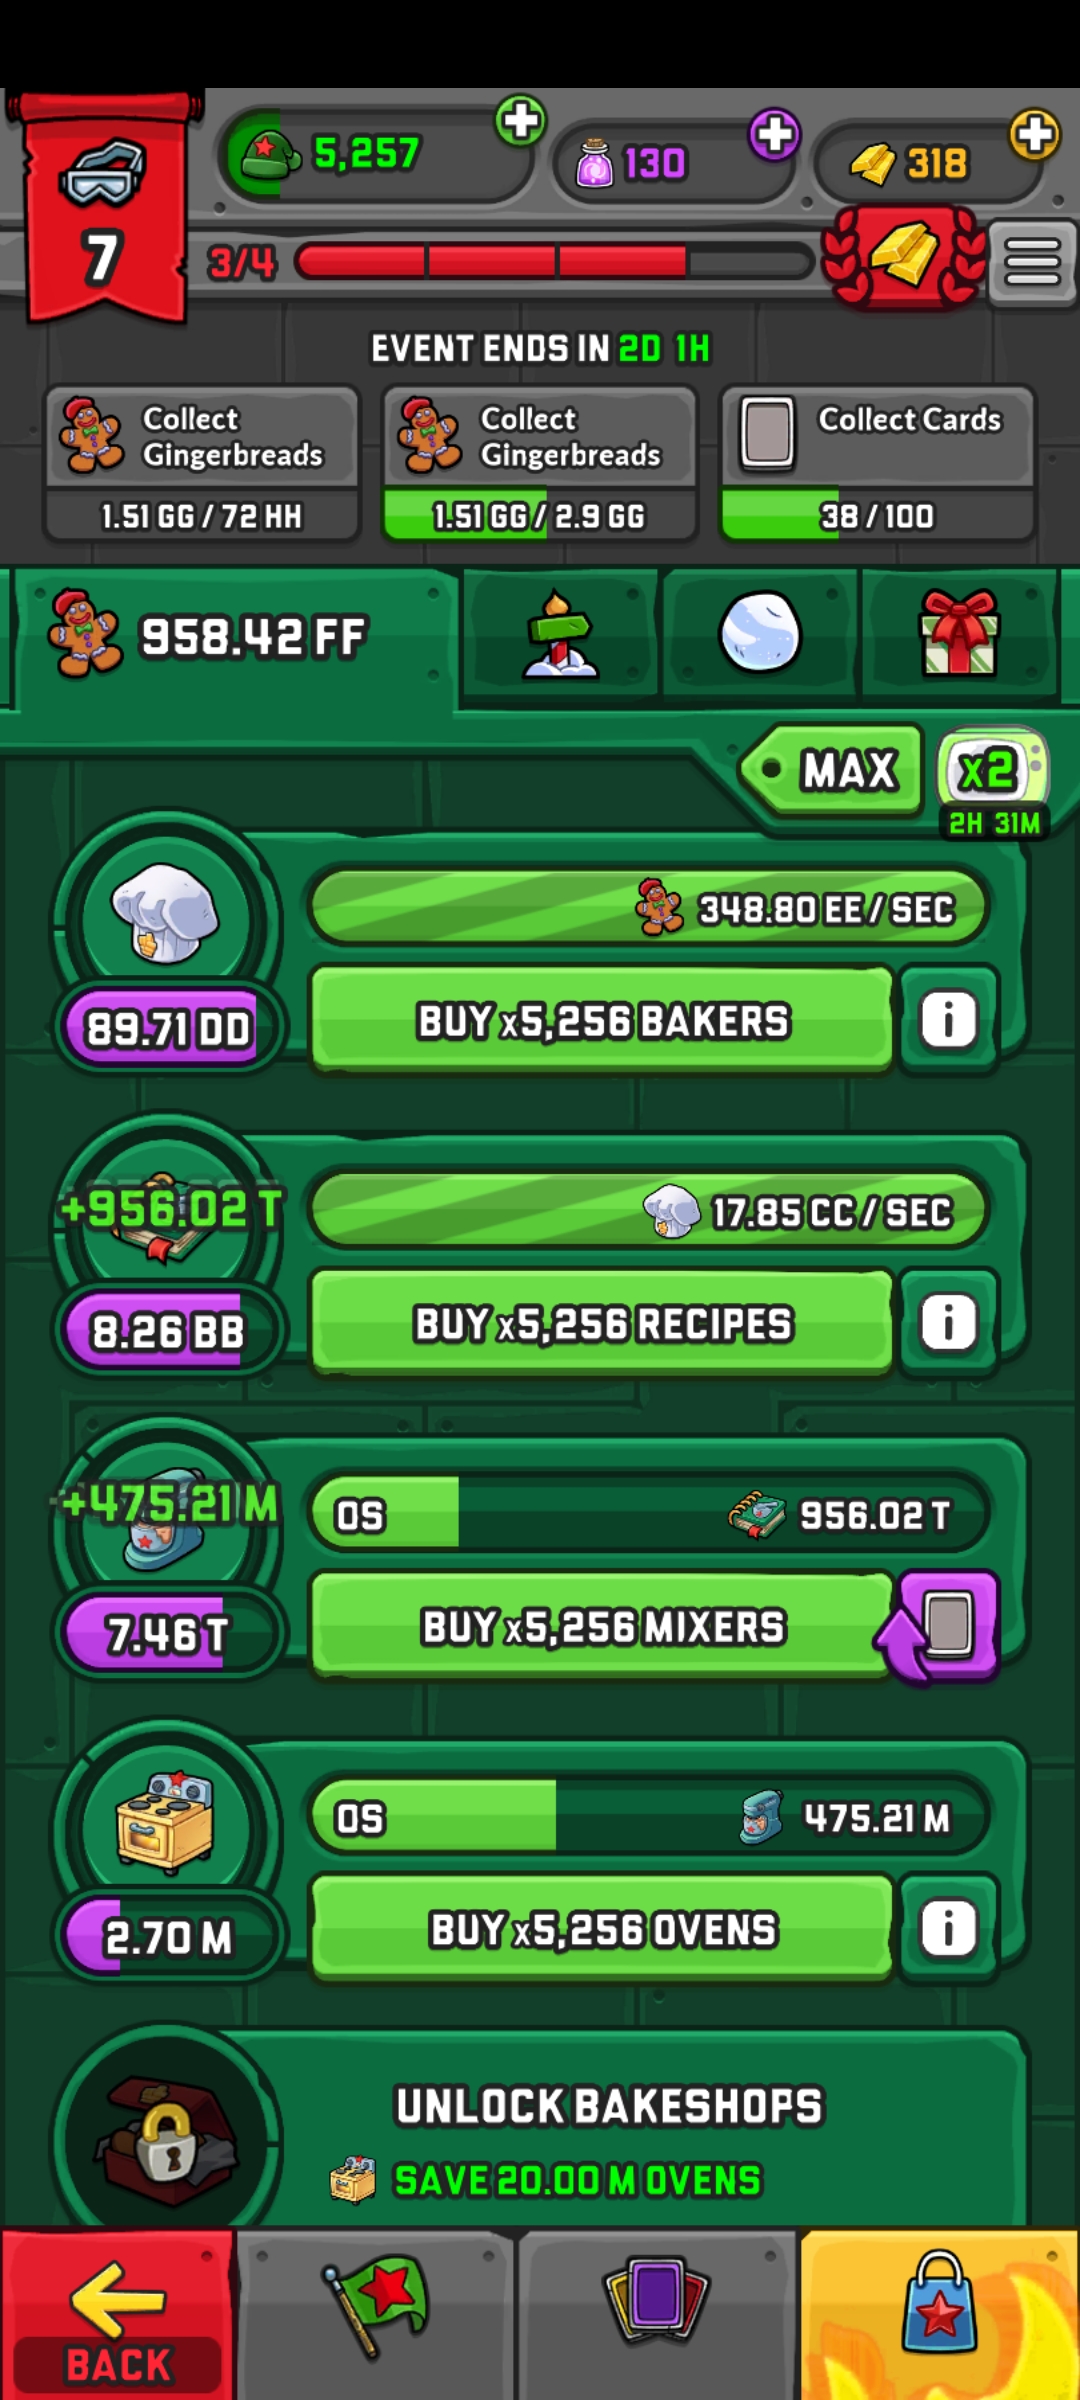 5,257
130
318
7
3/4
EVENT ENDS IN 2D 1H
Collect
Gingerbreads
1.51 GG / 72 HH
Collect
Gingerbreads
1.51 GG / 2.9 GG
Collect Cards
38 / 100
958.42 FF
MAX
x2
2H 31M
348.80 EE / SEC
89.71 DD
BUY x5,256 BAKERS
i
+956.02 T
17.85 CC / SEC
8.26 BB
BUY x5,256 RECIPES
i
+475.21 M
0S
956.02 T
7.46 T
BUY x5,256 MIXERS
0S
475.21 M
2.70 M
BUY x5,256 OVENS
i
UNLOCK BAKESHOPS
SAVE 20.00 M OVENS
BACK